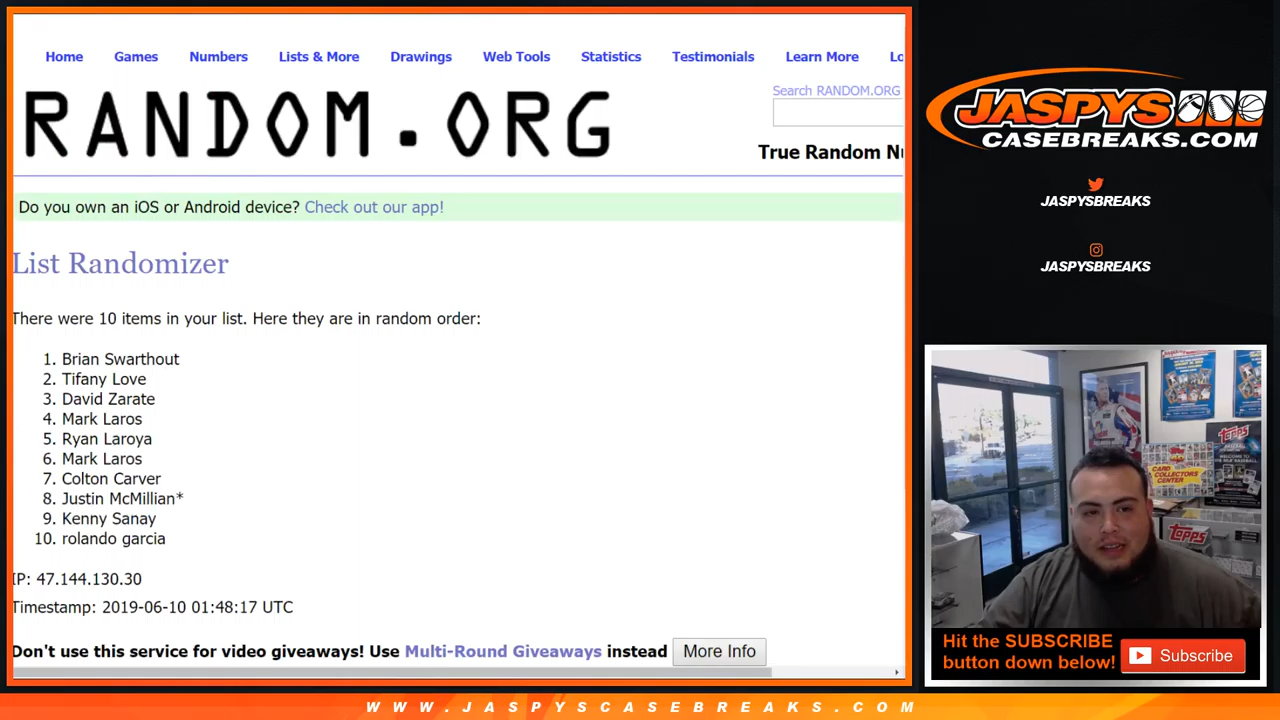 Home Games Numbers Lists & More Drawings Web Tools Statistics Testimonials Learn More Lo
RANDOM.ORG
Search RANDOM.ORG
True Random Nu
Do you own an iOS or Android device? Check out our app!
List Randomizer
There were 10 items in your list. Here they are in random order:
1. Brian Swarthout
2. Tifany Love
3. David Zarate
4. Mark Laros
5. Ryan Laroya
6. Mark Laros
7. Colton Carver
8. Justin McMillian*
9. Kenny Sanay
10. rolando garcia
IP: 47.144.130.30
Timestamp: 2019-06-10 01:48:17 UTC
Don't use this service for video giveaways! Use Multi-Round Giveaways instead More Info
JASPYS
CASEBREAKS.COM
JASPYSBREAKS
JASPYSBREAKS
topps
CARD
COLLECTORS
CENTER
topps
Hit the SUBSCRIBE
button down below!
Subscribe
WWW.JASPYSCASEBREAKS.COM